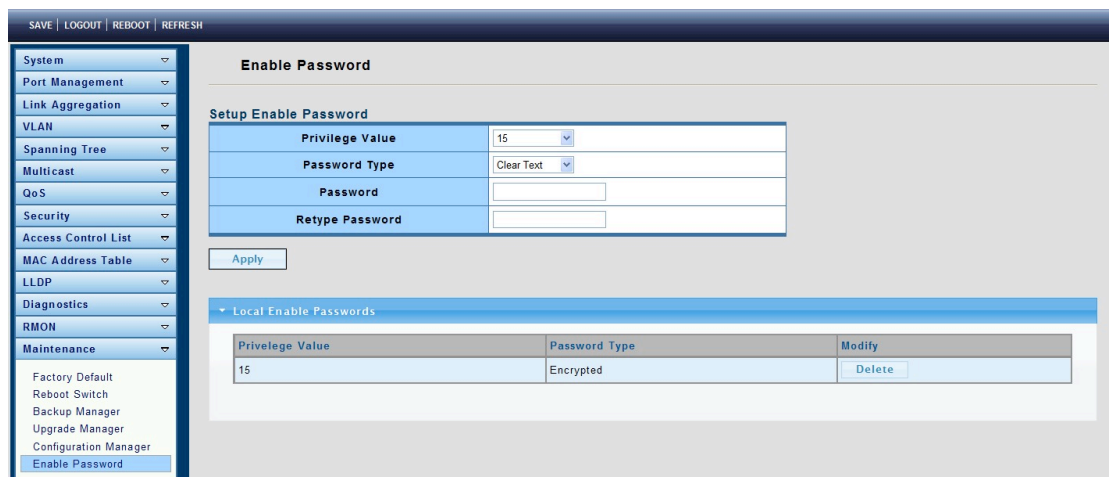 SAVE | LOGOUT | REBOOT | REFRESH
System
Port Management
Link Aggregation
VLAN
Spanning Tree
Multicast
QoS
Security
Access Control List
MAC Address Table
LLDP
Diagnostics
RMON
Maintenance
Factory Default
Reboot Switch
Backup Manager
Upgrade Manager
Configuration Manager
Enable Password
Enable Password
Setup Enable Password
Privilege Value 15
Password Type Clear Text
Password
Retype Password
Apply
Local Enable Passwords
Privelege Value Password Type Modify
15 Encrypted Delete